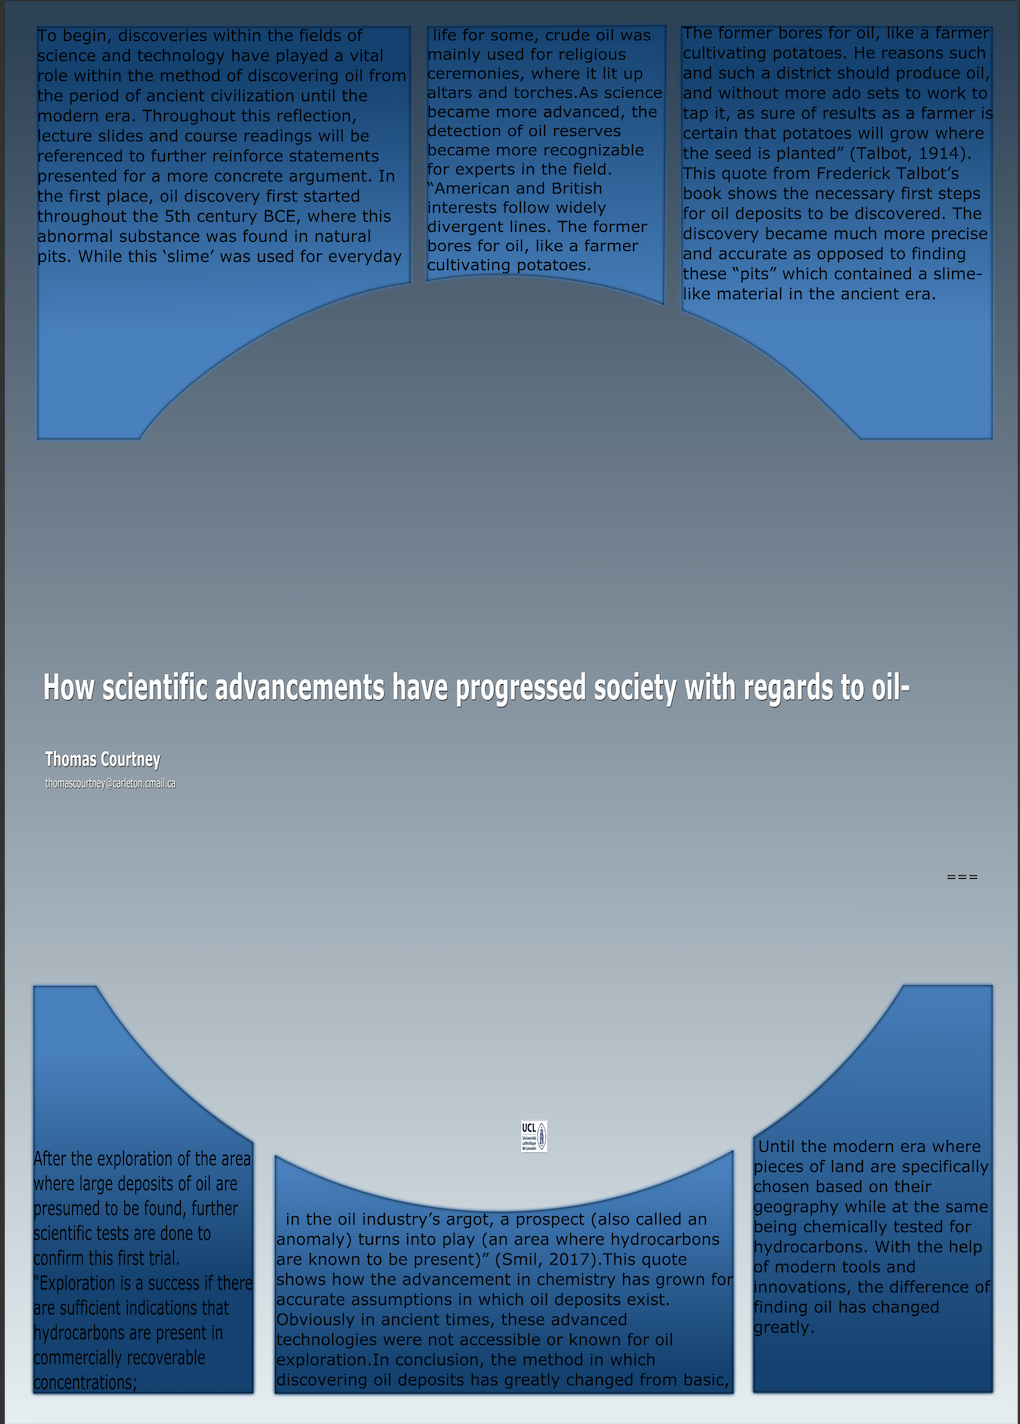 To begin, discoveries within the fields of
science and technology have played a vital
role within the method of discovering oil from
the period of ancient civilization until the
modern era. Throughout this reflection,
lecture slides and course readings will be
referenced to further reinforce statements
presented for a more concrete argument. In
the first place, oil discovery first started
throughout the 5th century BCE, where this
abnormal substance was found in natural
pits. While this ‘slime’ was used for everyday
life for some, crude oil was
mainly used for religious
ceremonies, where it lit up
altars and torches.As science
became more advanced, the
detection of oil reserves
became more recognizable
for experts in the field.
“American and British
interests follow widely
divergent lines. The former
bores for oil, like a farmer
cultivating potatoes.
The former bores for oil, like a farmer
cultivating potatoes. He reasons such
and such a district should produce oil,
and without more ado sets to work to
tap it, as sure of results as a farmer is
certain that potatoes will grow where
the seed is planted” (Talbot, 1914).
This quote from Frederick Talbot’s
book shows the necessary first steps
for oil deposits to be discovered. The
discovery became much more precise
and accurate as opposed to finding
these “pits” which contained a slime-
like material in the ancient era.
How scientific advancements have progressed society with regards to oil-
Thomas Courtney
thomascourtney@carleton.cmail.ca
===
After the exploration of the area
where large deposits of oil are
presumed to be found, further
scientific tests are done to
confirm this first trial.
“Exploration is a success if there
are sufficient indications that
hydrocarbons are present in
commercially recoverable
concentrations;
UCL
Université
catholique
de Louvain
in the oil industry’s argot, a prospect (also called an
anomaly) turns into play (an area where hydrocarbons
are known to be present)” (Smil, 2017).This quote
shows how the advancement in chemistry has grown for
accurate assumptions in which oil deposits exist.
Obviously in ancient times, these advanced
technologies were not accessible or known for oil
exploration.In conclusion, the method in which
discovering oil deposits has greatly changed from basic,
Until the modern era where
pieces of land are specifically
chosen based on their
geography while at the same
being chemically tested for
hydrocarbons. With the help
of modern tools and
innovations, the difference of
finding oil has changed
greatly.